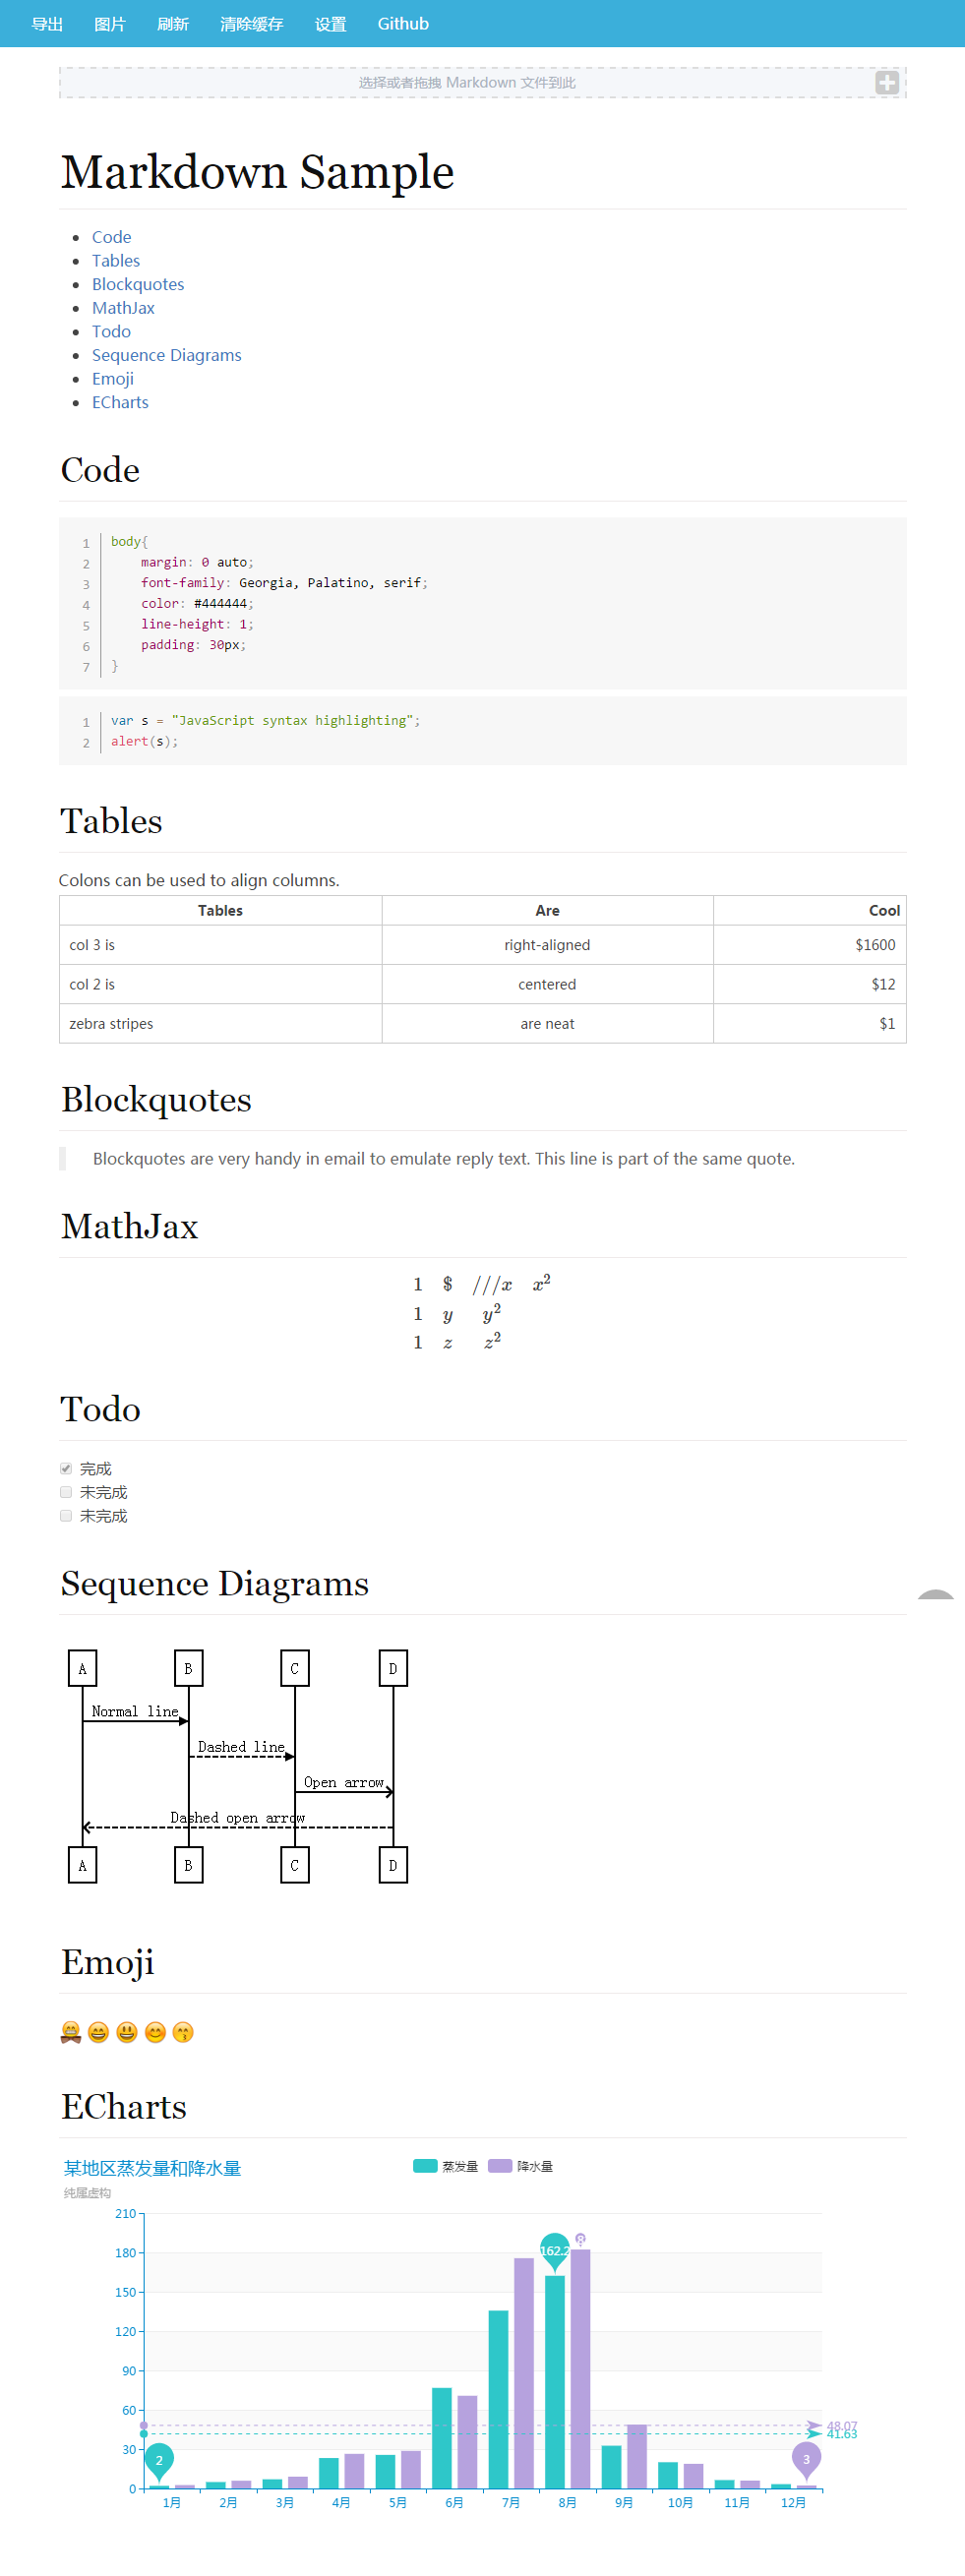 导出 图片 刷新 清除缓存 设置 Github
选择或者拖拽 Markdown 文件到此
Markdown Sample
Code
Tables
Blockquotes
MathJax
Todo
Sequence Diagrams
Emoji
ECharts
Code
1 body{
2 margin: 0 auto;
3 font-family: Georgia, Palatino, serif;
4 color: #444444;
5 line-height: 1;
6 padding: 30px;
7 }
1 var s = "JavaScript syntax highlighting";
2 alert(s);
Tables
Colons can be used to align columns.
Tables Are Cool
col 3 is right-aligned $1600
col 2 is centered $12
zebra stripes are neat $1
Blockquotes
Blockquotes are very handy in email to emulate reply text. This line is part of the same quote.
MathJax
1 $ ///x x²
1 y y²
1 z z²
Todo
完成
未完成
未完成
Sequence Diagrams
A B C D
Normal line
Dashed line
Open arrow
Dashed open arrow
A B C D
Emoji
ECharts
某地区蒸发量和降水量 蒸发量 降水量
纯属虚构
210
180
162.2
150
120
90
60
48.07
41.63
30
2 3
0
1月 2月 3月 4月 5月 6月 7月 8月 9月 10月 11月 12月